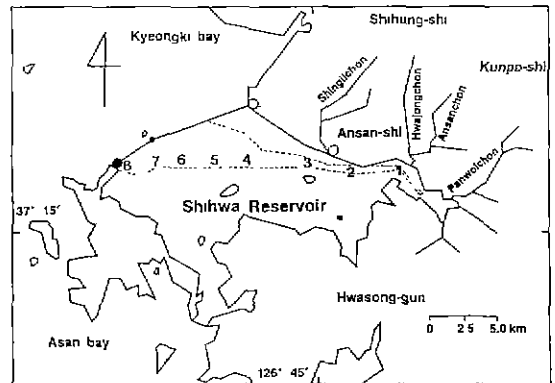 Shihung-shi
Kyeongki bay
Kunpo-shi
Shingilchon
Hwajongchon
Ansanchon
Ansan-shi
Panwolchon
8 7 6 5 4 3 2 1
37° 15'
Shihwa Reservoir
Hwasong-gun
0 2.5 5.0 km
Asan bay
126° 45'